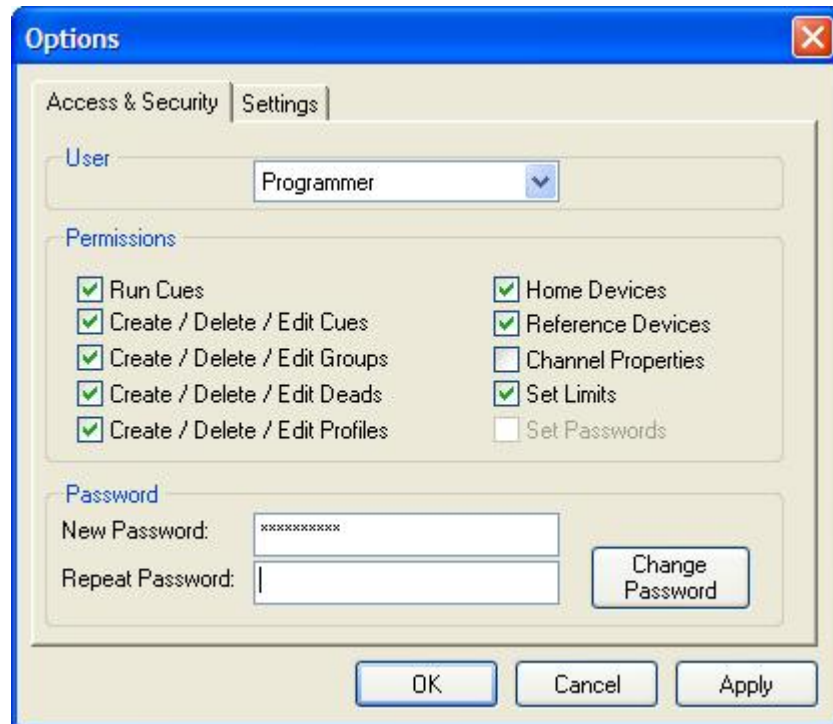 Options
Access & Security Settings
User
Programmer
Permissions
Run Cues
Create / Delete / Edit Cues
Create / Delete / Edit Groups
Create / Delete / Edit Deads
Create / Delete / Edit Profiles
Home Devices
Reference Devices
Channel Properties
Set Limits
Set Passwords
Password
New Password: **********
Repeat Password:
Change
Password
OK Cancel Apply